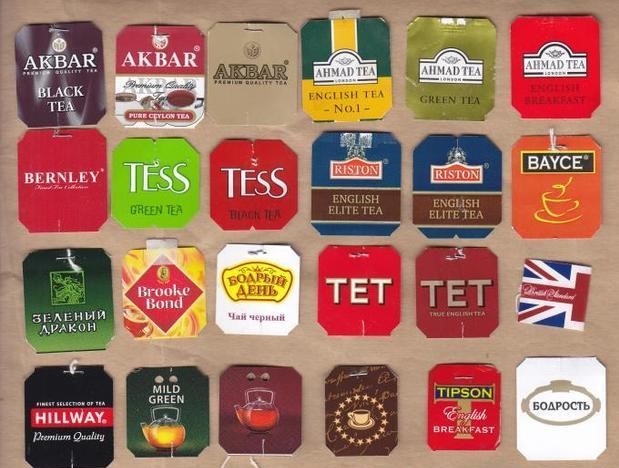 AKBAR®
PREMIUM QUALITY TEA
BLACK
TEA
AKBAR®
Premium Quality
PURE CEYLON TEA
AKBAR®
PREMIUM QUALITY TEA
AHMAD TEA
LONDON
ENGLISH TEA
- No.1 -
AHMAD TEA
LONDON
GREEN TEA
AHMAD TEA
LONDON
ENGLISH
BREAKFAST
BERNLEY®
Finest Tea Collection
TESS
GREEN TEA
TESS
BLACK TEA
RISTON®
ENGLISH
ELITE TEA
RISTON®
ENGLISH
ELITE TEA
BAYCE®
ЗЕЛЕНЫЙ
ДРАКОН
Brooke
Bond
БОДРЫЙ
ДЕНЬ
Чай черный
TET
TET
TRUE ENGLISH TEA
British Standard
FINEST SELECTION OF TEA
HILLWAY®
Premium Quality
MILD
GREEN
TIPSON
1
English
BREAKFAST
БОДРОСТЬ